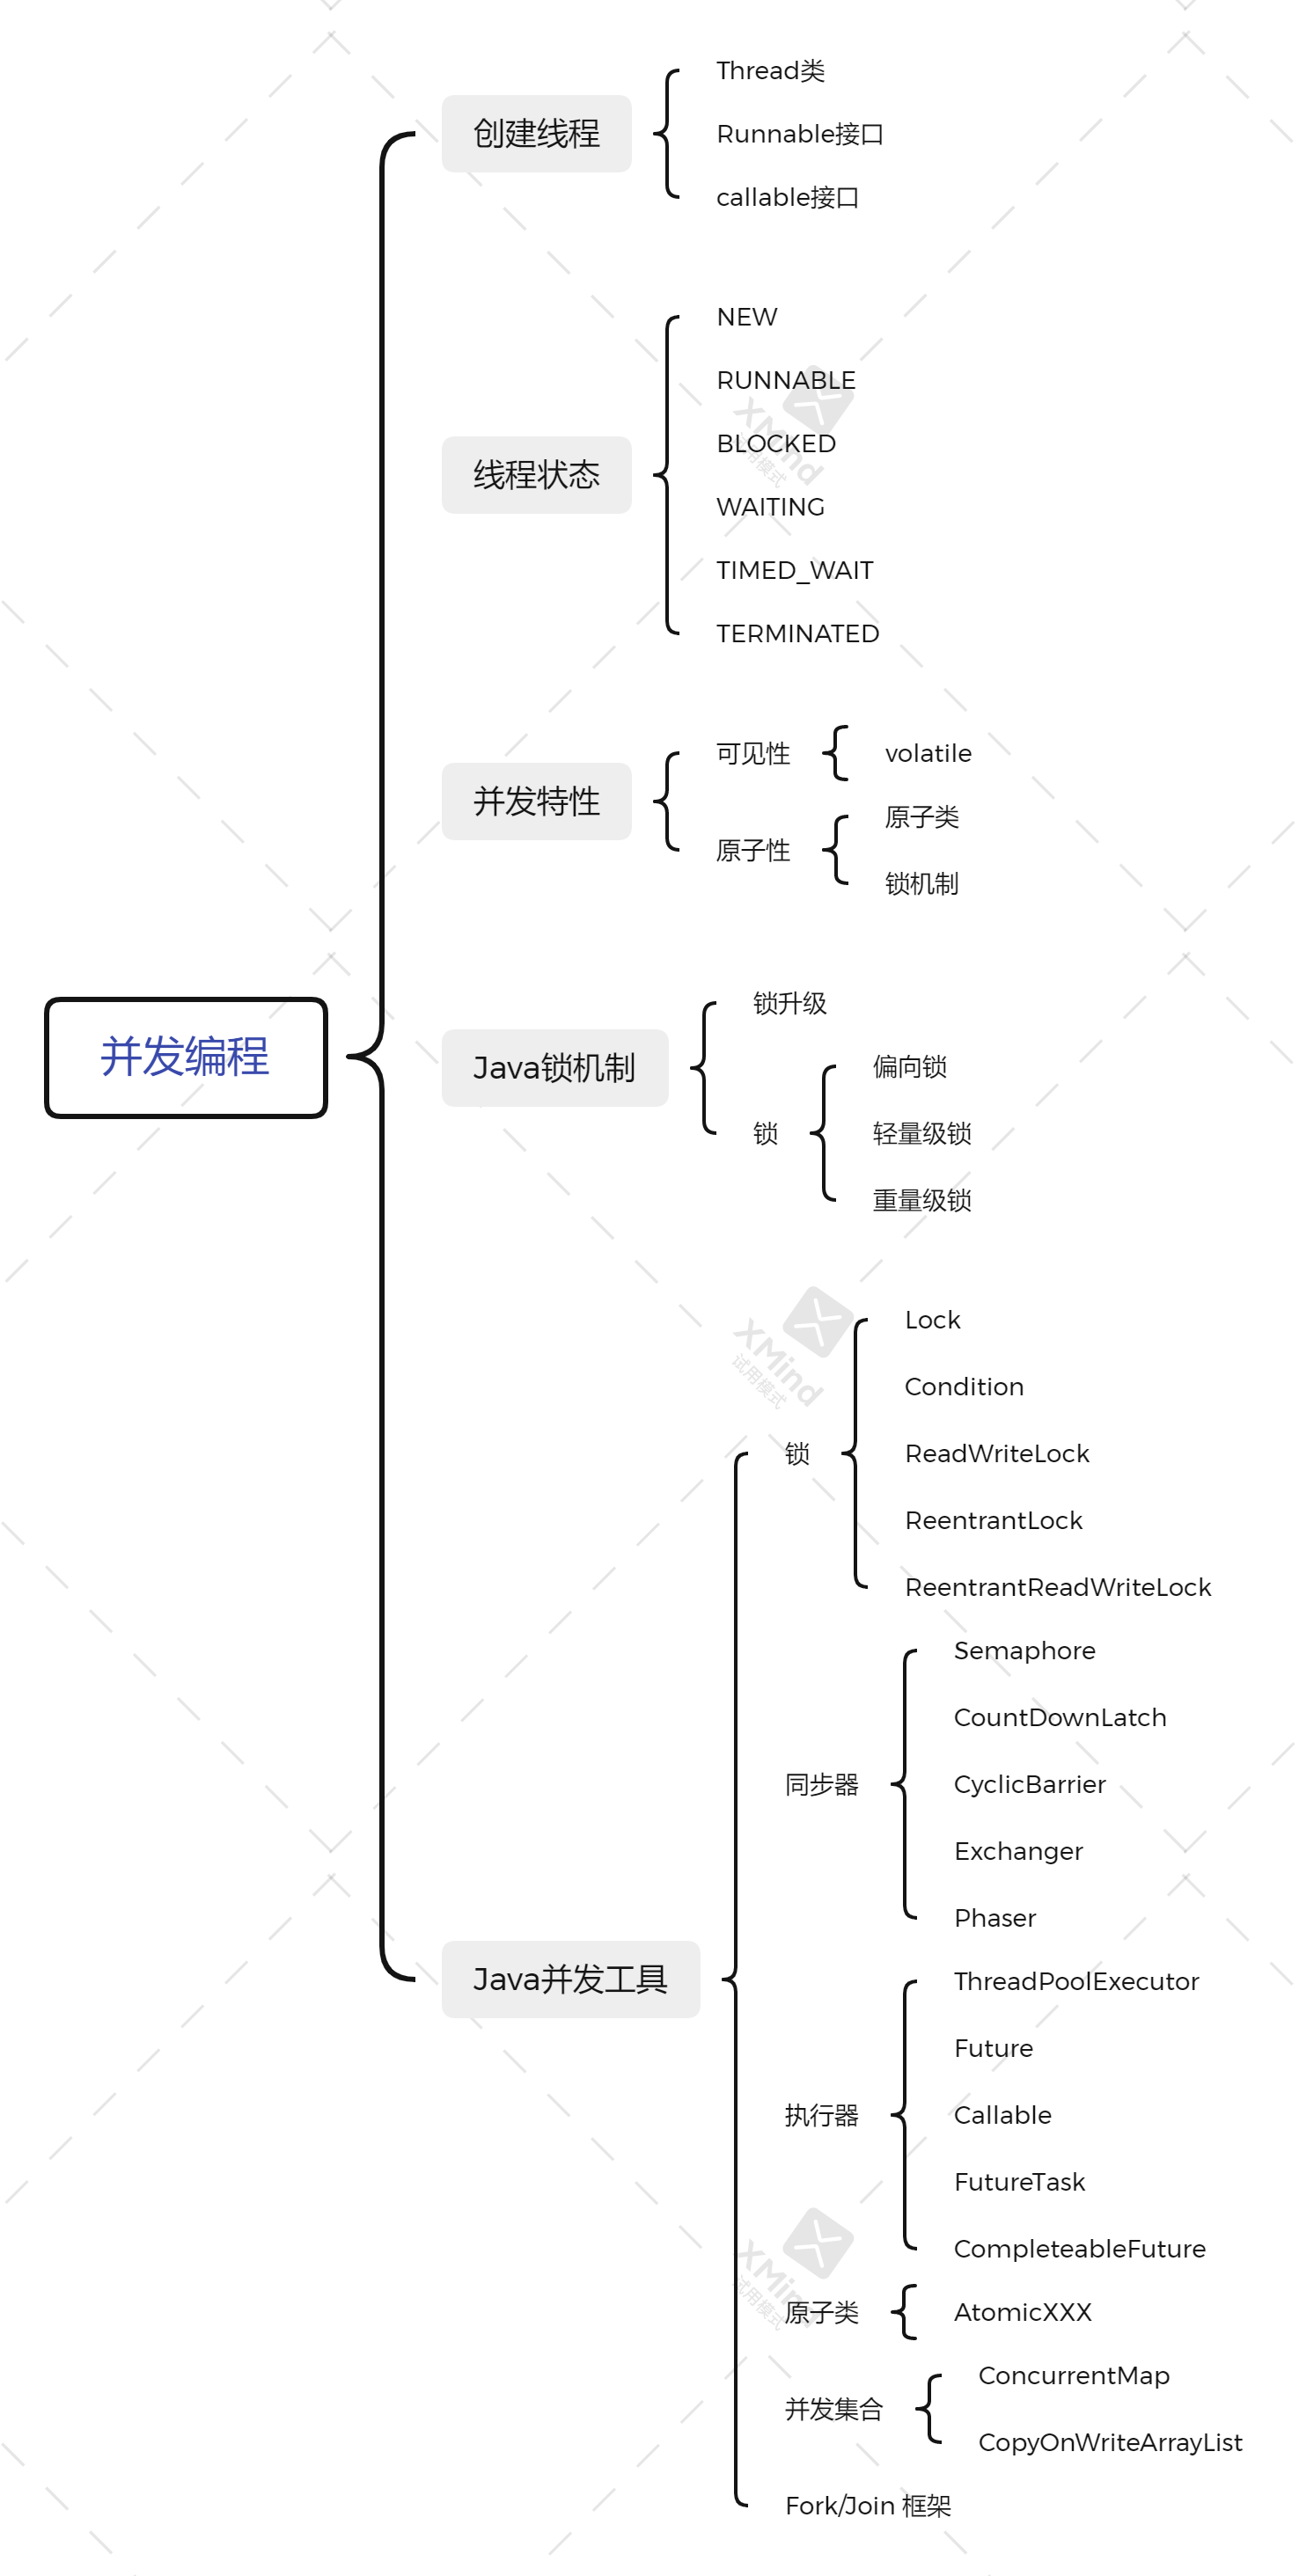 Thread类
创建线程
Runnable接口
callable接口
NEW
RUNNABLE
BLOCKED
线程状态
WAITING
TIMED_WAIT
TERMINATED
可见性
volatile
并发特性
原子性
原子类
锁机制
并发编程
Java锁机制
锁升级
锁
偏向锁
轻量级锁
重量级锁
Java并发工具
锁
Lock
Condition
ReadWriteLock
ReentrantLock
ReentrantReadWriteLock
同步器
Semaphore
CountDownLatch
CyclicBarrier
Exchanger
Phaser
执行器
ThreadPoolExecutor
Future
Callable
FutureTask
CompleteableFuture
原子类
AtomicXXX
并发集合
ConcurrentMap
CopyOnWriteArrayList
Fork/Join 框架
XMind
试用模式
XMind
试用模式
XMind
试用模式